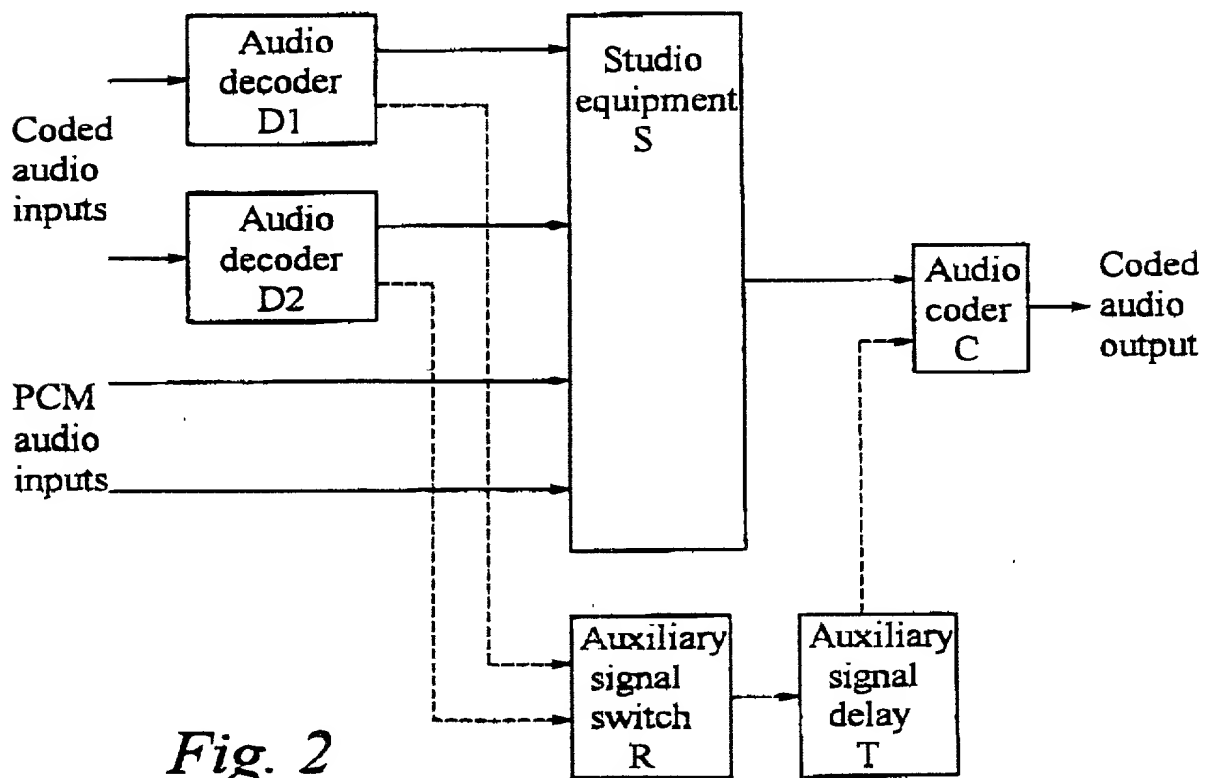 Coded
audio
inputs
Audio
decoder
D1
Audio
decoder
D2
PCM
audio
inputs
Studio
equipment
S
Audio
coder
C
Coded
audio
output
Auxiliary
signal
switch
R
Auxiliary
signal
delay
T
Fig. 2